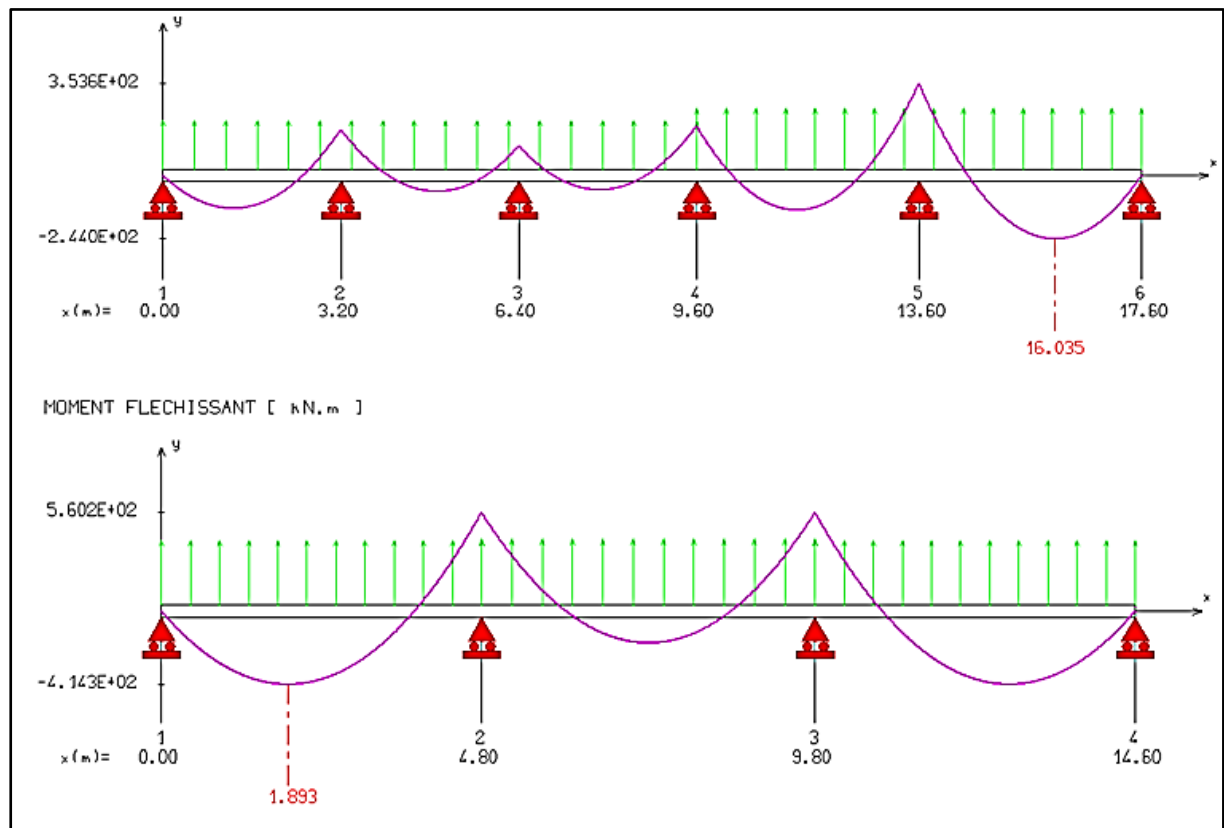 y
3.536E+02
x
-2.440E+02
1 2 3 4 5 6
x(m)= 0.00 3.20 6.40 9.60 13.60 17.60
16.035
MOMENT FLECHISSANT [ kN.m ]
y
5.602E+02
x
-4.143E+02
1 2 3 4
x(m)= 0.00 4.80 9.80 14.60
1.893